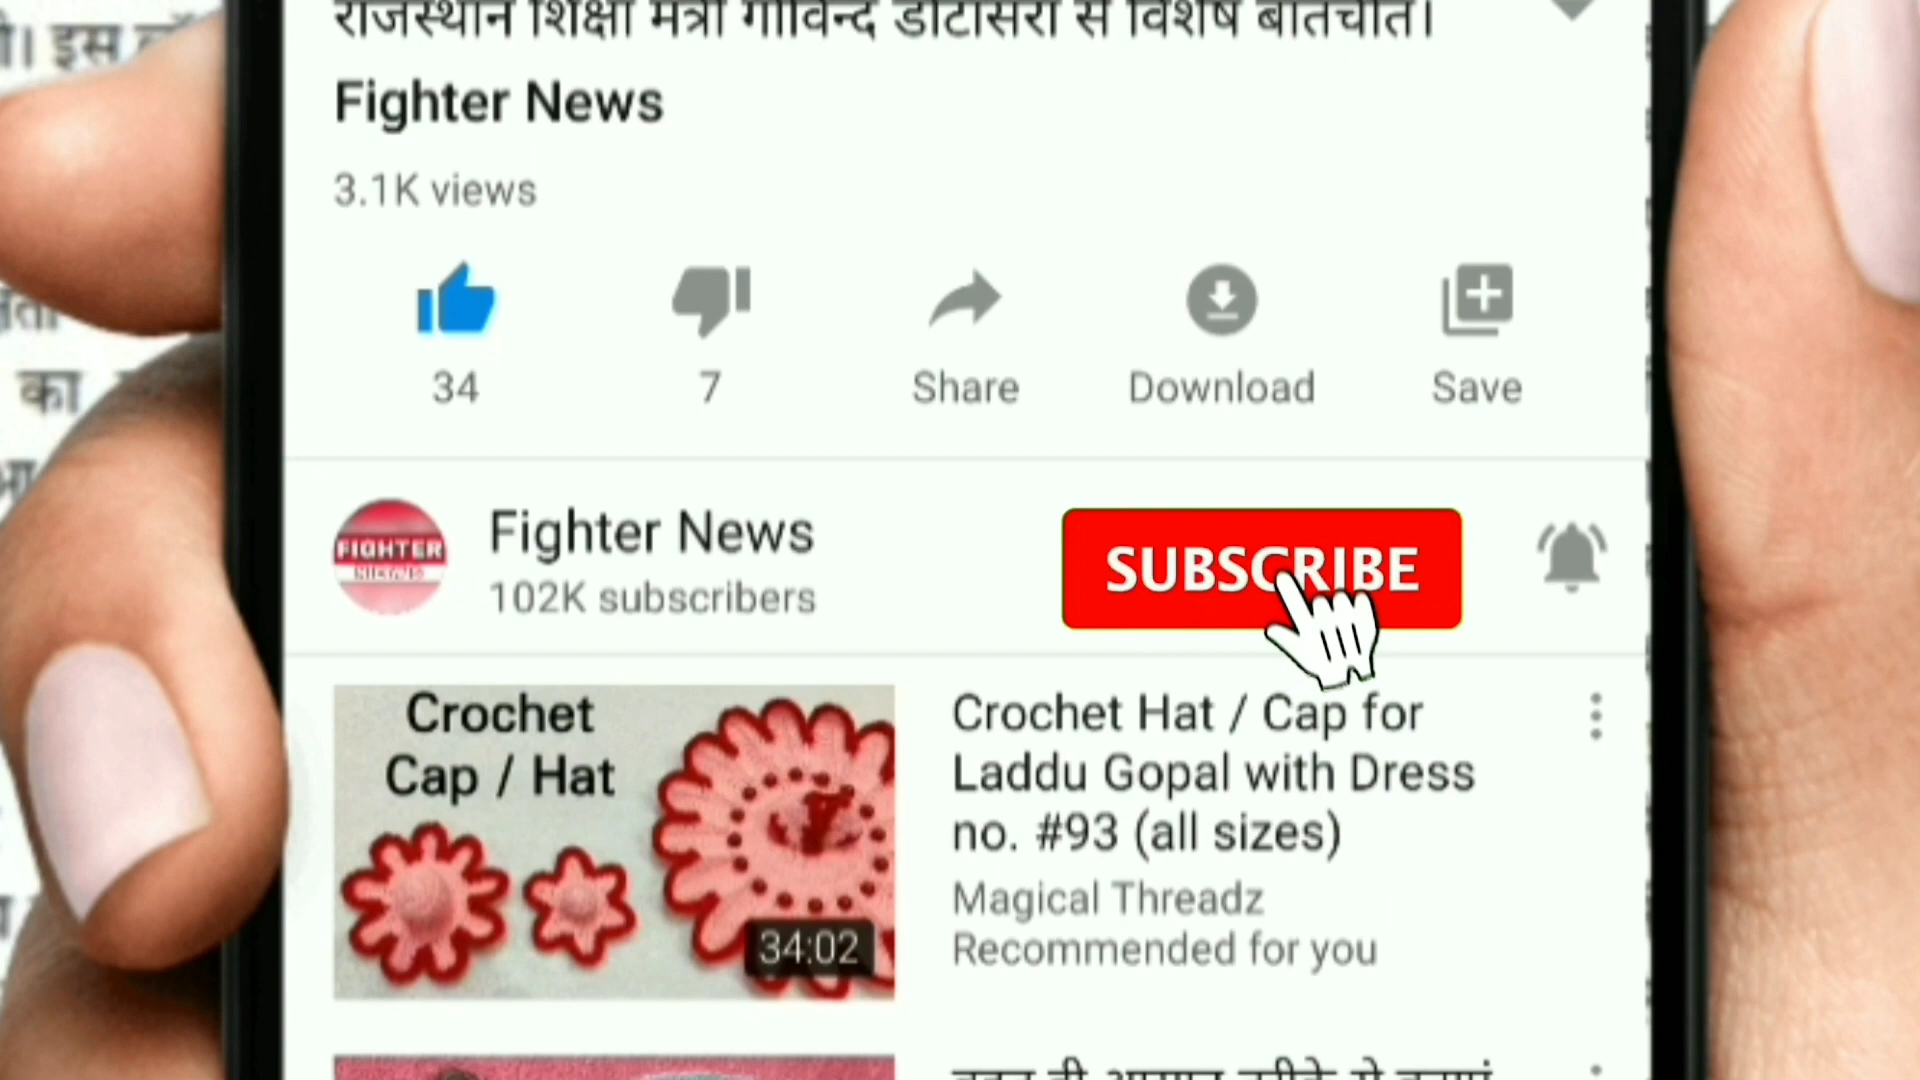 राजस्थान शिक्षा मंत्री गोविन्द डोटासरा से विशेष बातचीत।
Fighter News
3.1K views
34
7
Share
Download
Save
FIGHTER
Fighter News
102K subscribers
SUBSCRIBE
Crochet
Cap / Hat
34:02
Crochet Hat / Cap for
Laddu Gopal with Dress
no. #93 (all sizes)
Magical Threadz
Recommended for you
इस
का